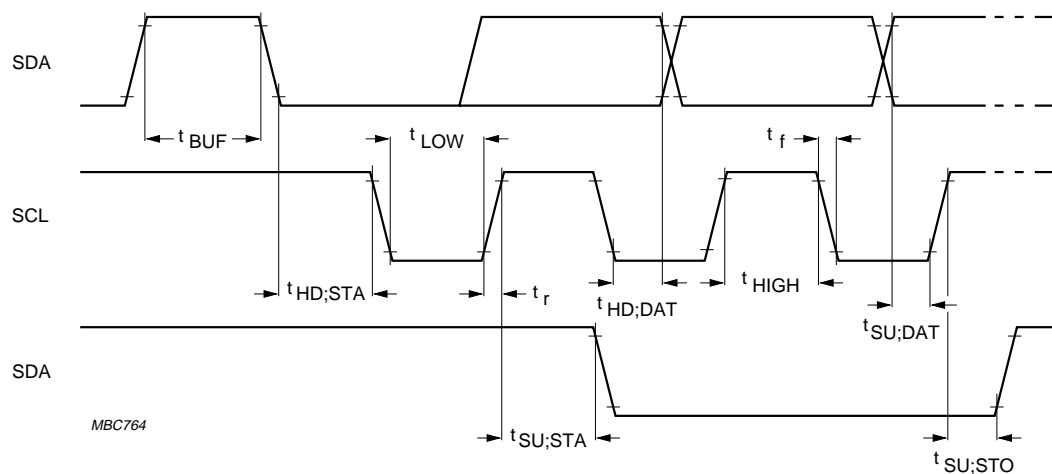 SDA
t BUF
t LOW
t f
SCL
t HD;STA
t r
t HD;DAT
t HIGH
t SU;DAT
SDA
MBC764
t SU;STA
t SU;STO